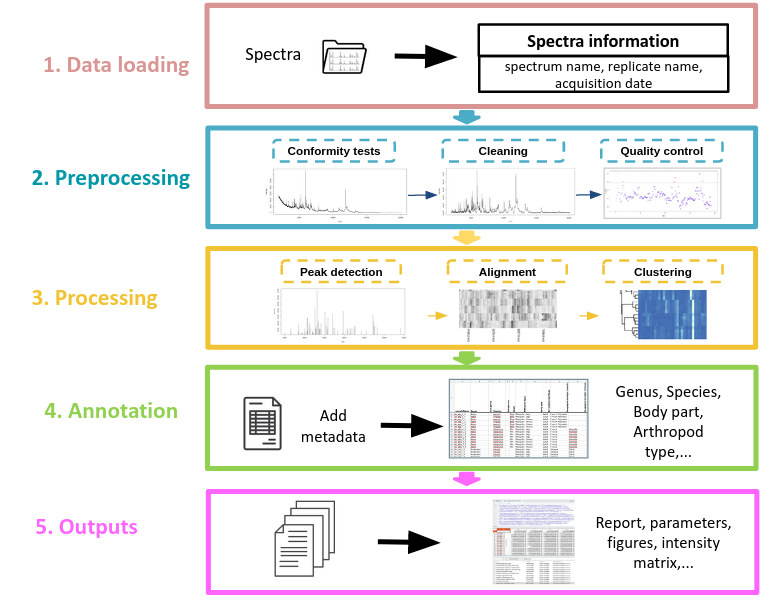 1. Data loading
Spectra
Spectra information
spectrum name, replicate name,
acquisition date
2. Preprocessing
Conformity tests
Cleaning
Quality control
3. Processing
Peak detection
Alignment
Clustering
4. Annotation
Add
metadata
Genus, Species,
Body part,
Arthropod
type,...
5. Outputs
Report, parameters,
figures, intensity
matrix,...